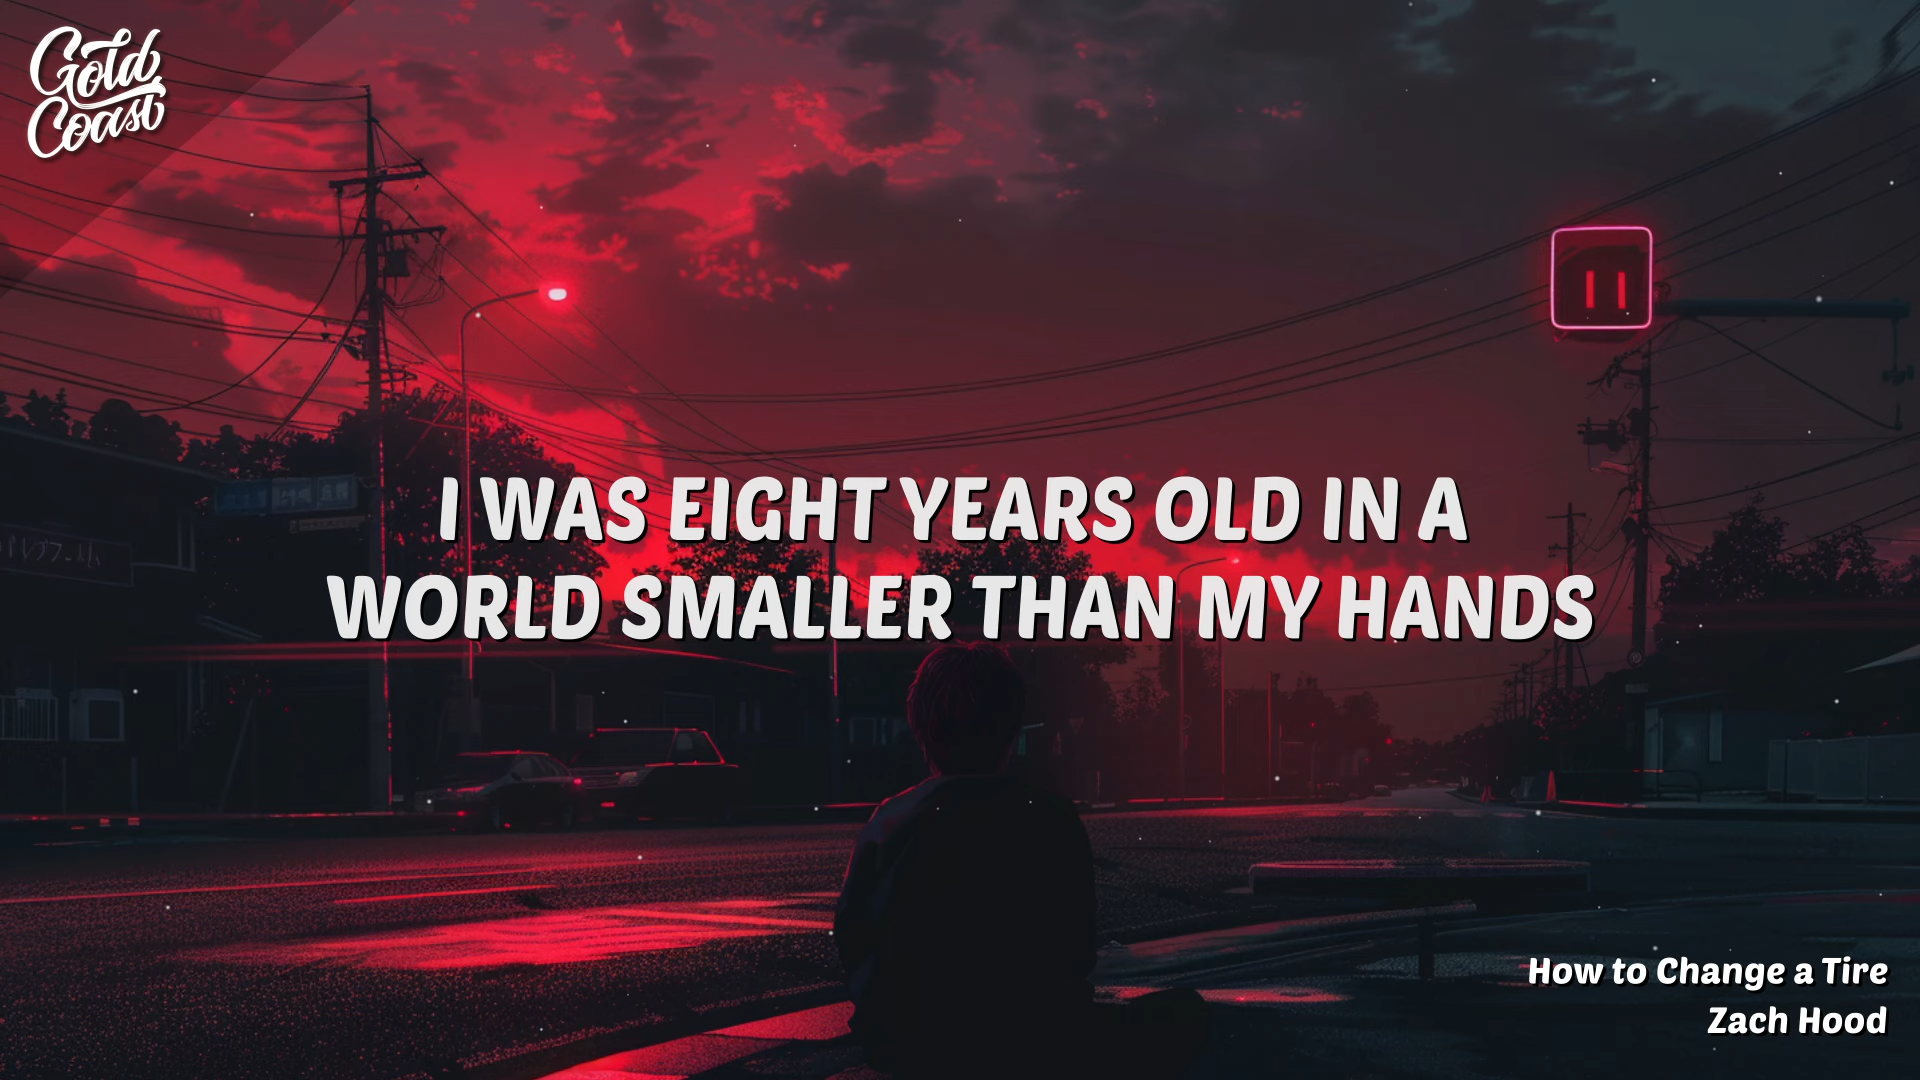 Gold
Coast
I WAS EIGHT YEARS OLD IN A
WORLD SMALLER THAN MY HANDS
How to Change a Tire
Zach Hood